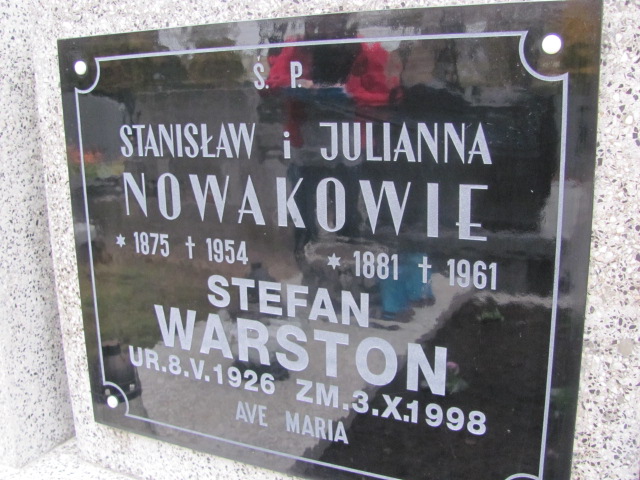 Ś. P.
STANISŁAW i JULIANNA
NOWAKOWIE
* 1875 † 1954 * 1881 † 1961
STEFAN
WARSTON
UR.8.V.1926 ZM.3.X.1998
AVE MARIA